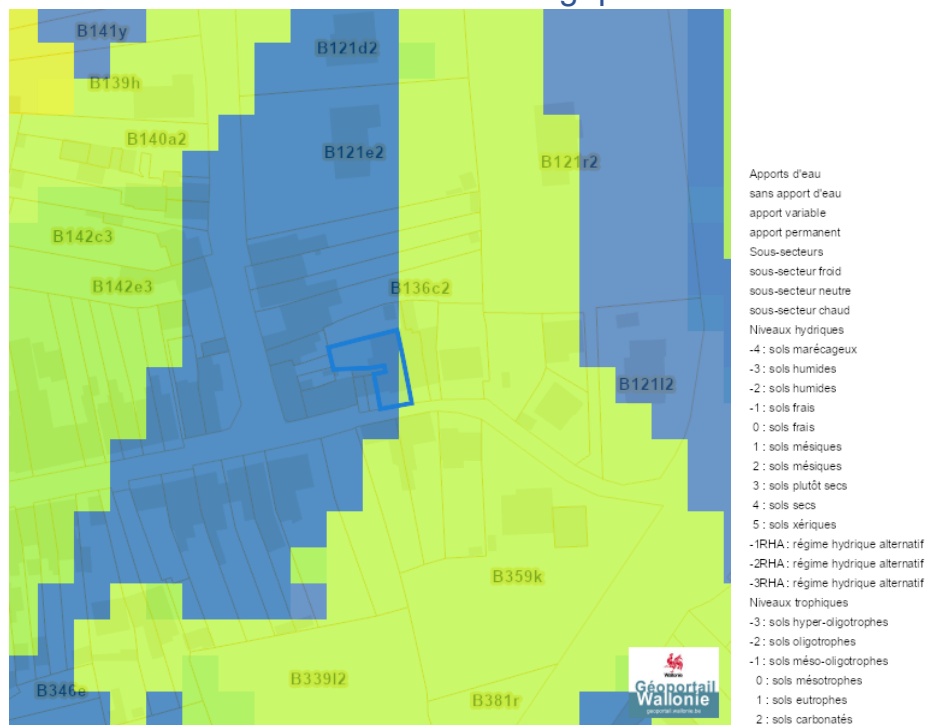 B141y
B121d2
B139h
B140a2
B121e2
B121r2
B142c3
B142e3
B136c2
B121l2
B359k
B339l2
B346e
B381r
Wallonie
Géoportail
Wallonie
geoportail.wallonie.be
Apports d'eau
sans apport d'eau
apport variable
apport permanent
Sous-secteurs
sous-secteur froid
sous-secteur neutre
sous-secteur chaud
Niveaux hydriques
-4 : sols marécageux
-3 : sols humides
-2 : sols humides
-1 : sols frais
0 : sols frais
1 : sols mésiques
2 : sols mésiques
3 : sols plutôt secs
4 : sols secs
5 : sols xériques
-1RHA : régime hydrique alternatif
-2RHA : régime hydrique alternatif
-3RHA : régime hydrique alternatif
Niveaux trophiques
-3 : sols hyper-oligotrophes
-2 : sols oligotrophes
-1 : sols méso-oligotrophes
0 : sols mésotrophes
1 : sols eutrophes
2 : sols carbonatés